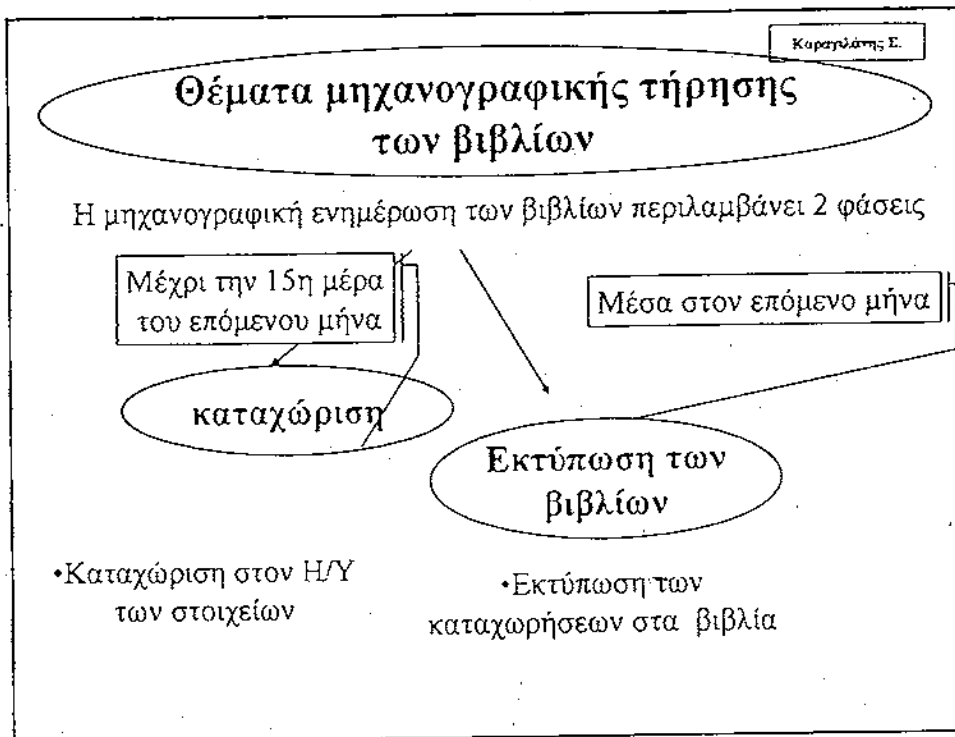 Καραγιλάνης Σ.
Θέματα μηχανογραφικής τήρησης
των βιβλίων
Η μηχανογραφική ενημέρωση των βιβλίων περιλαμβάνει 2 φάσεις
Μέχρι την 15η μέρα
του επόμενου μήνα
Μέσα στον επόμενο μήνα
καταχώριση
Εκτύπωση των
βιβλίων
•Καταχώριση στον Η/Υ
των στοιχείων
•Εκτύπωση των
καταχωρήσεων στα βιβλία